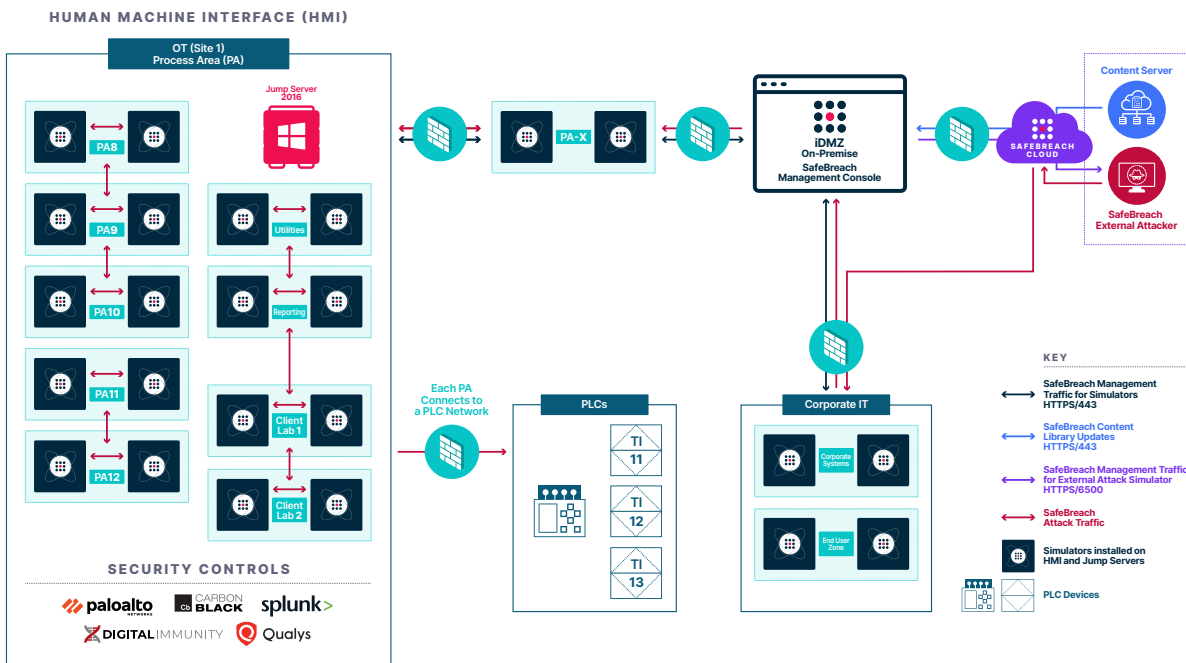 HUMAN MACHINE INTERFACE (HMI)
OT (Site 1)
Process Area (PA)
Jump Server
2016
PA8
PA9
PA10
PA11
PA12
Utilities
Reporting
Client
Lab 1
Client
Lab 2
SECURITY CONTROLS
paloalto
NETWORKS
Cb
CARBON
BLACK
splunk>
DIGITALIMMUNITY
Qualys
PA-X
iDMZ
On-Premise
SafeBreach
Management Console
Content Server
SAFEBREACH
CLOUD
SafeBreach
External Attacker
Each PA
Connects to
a PLC Network
PLCs
TI
11
TI
12
TI
13
Corporate IT
Corporate
Systems
End User
Zone
KEY
SafeBreach Management
Traffic for Simulators
HTTPS/443
SafeBreach Content
Library Updates
HTTPS/443
SafeBreach Management Traffic
for External Attack Simulator
HTTPS/6500
SafeBreach
Attack Traffic
Simulators installed on
HMI and Jump Servers
PLC Devices